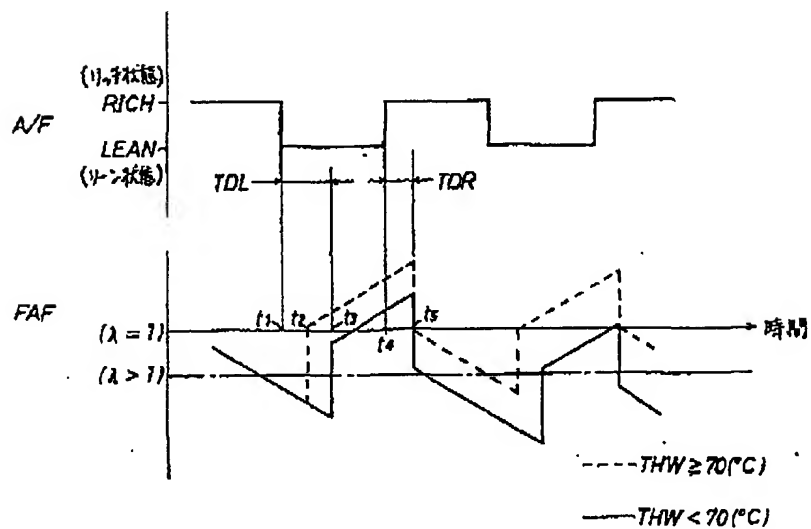 (リッチ状態)
RICH
A/F
LEAN
(リーン状態)
TDL
TDR
FAF
t1
t2
t3
t4
t5
(λ=1)
時間
(λ>1)
THW≧70(°C)
THW<70(°C)